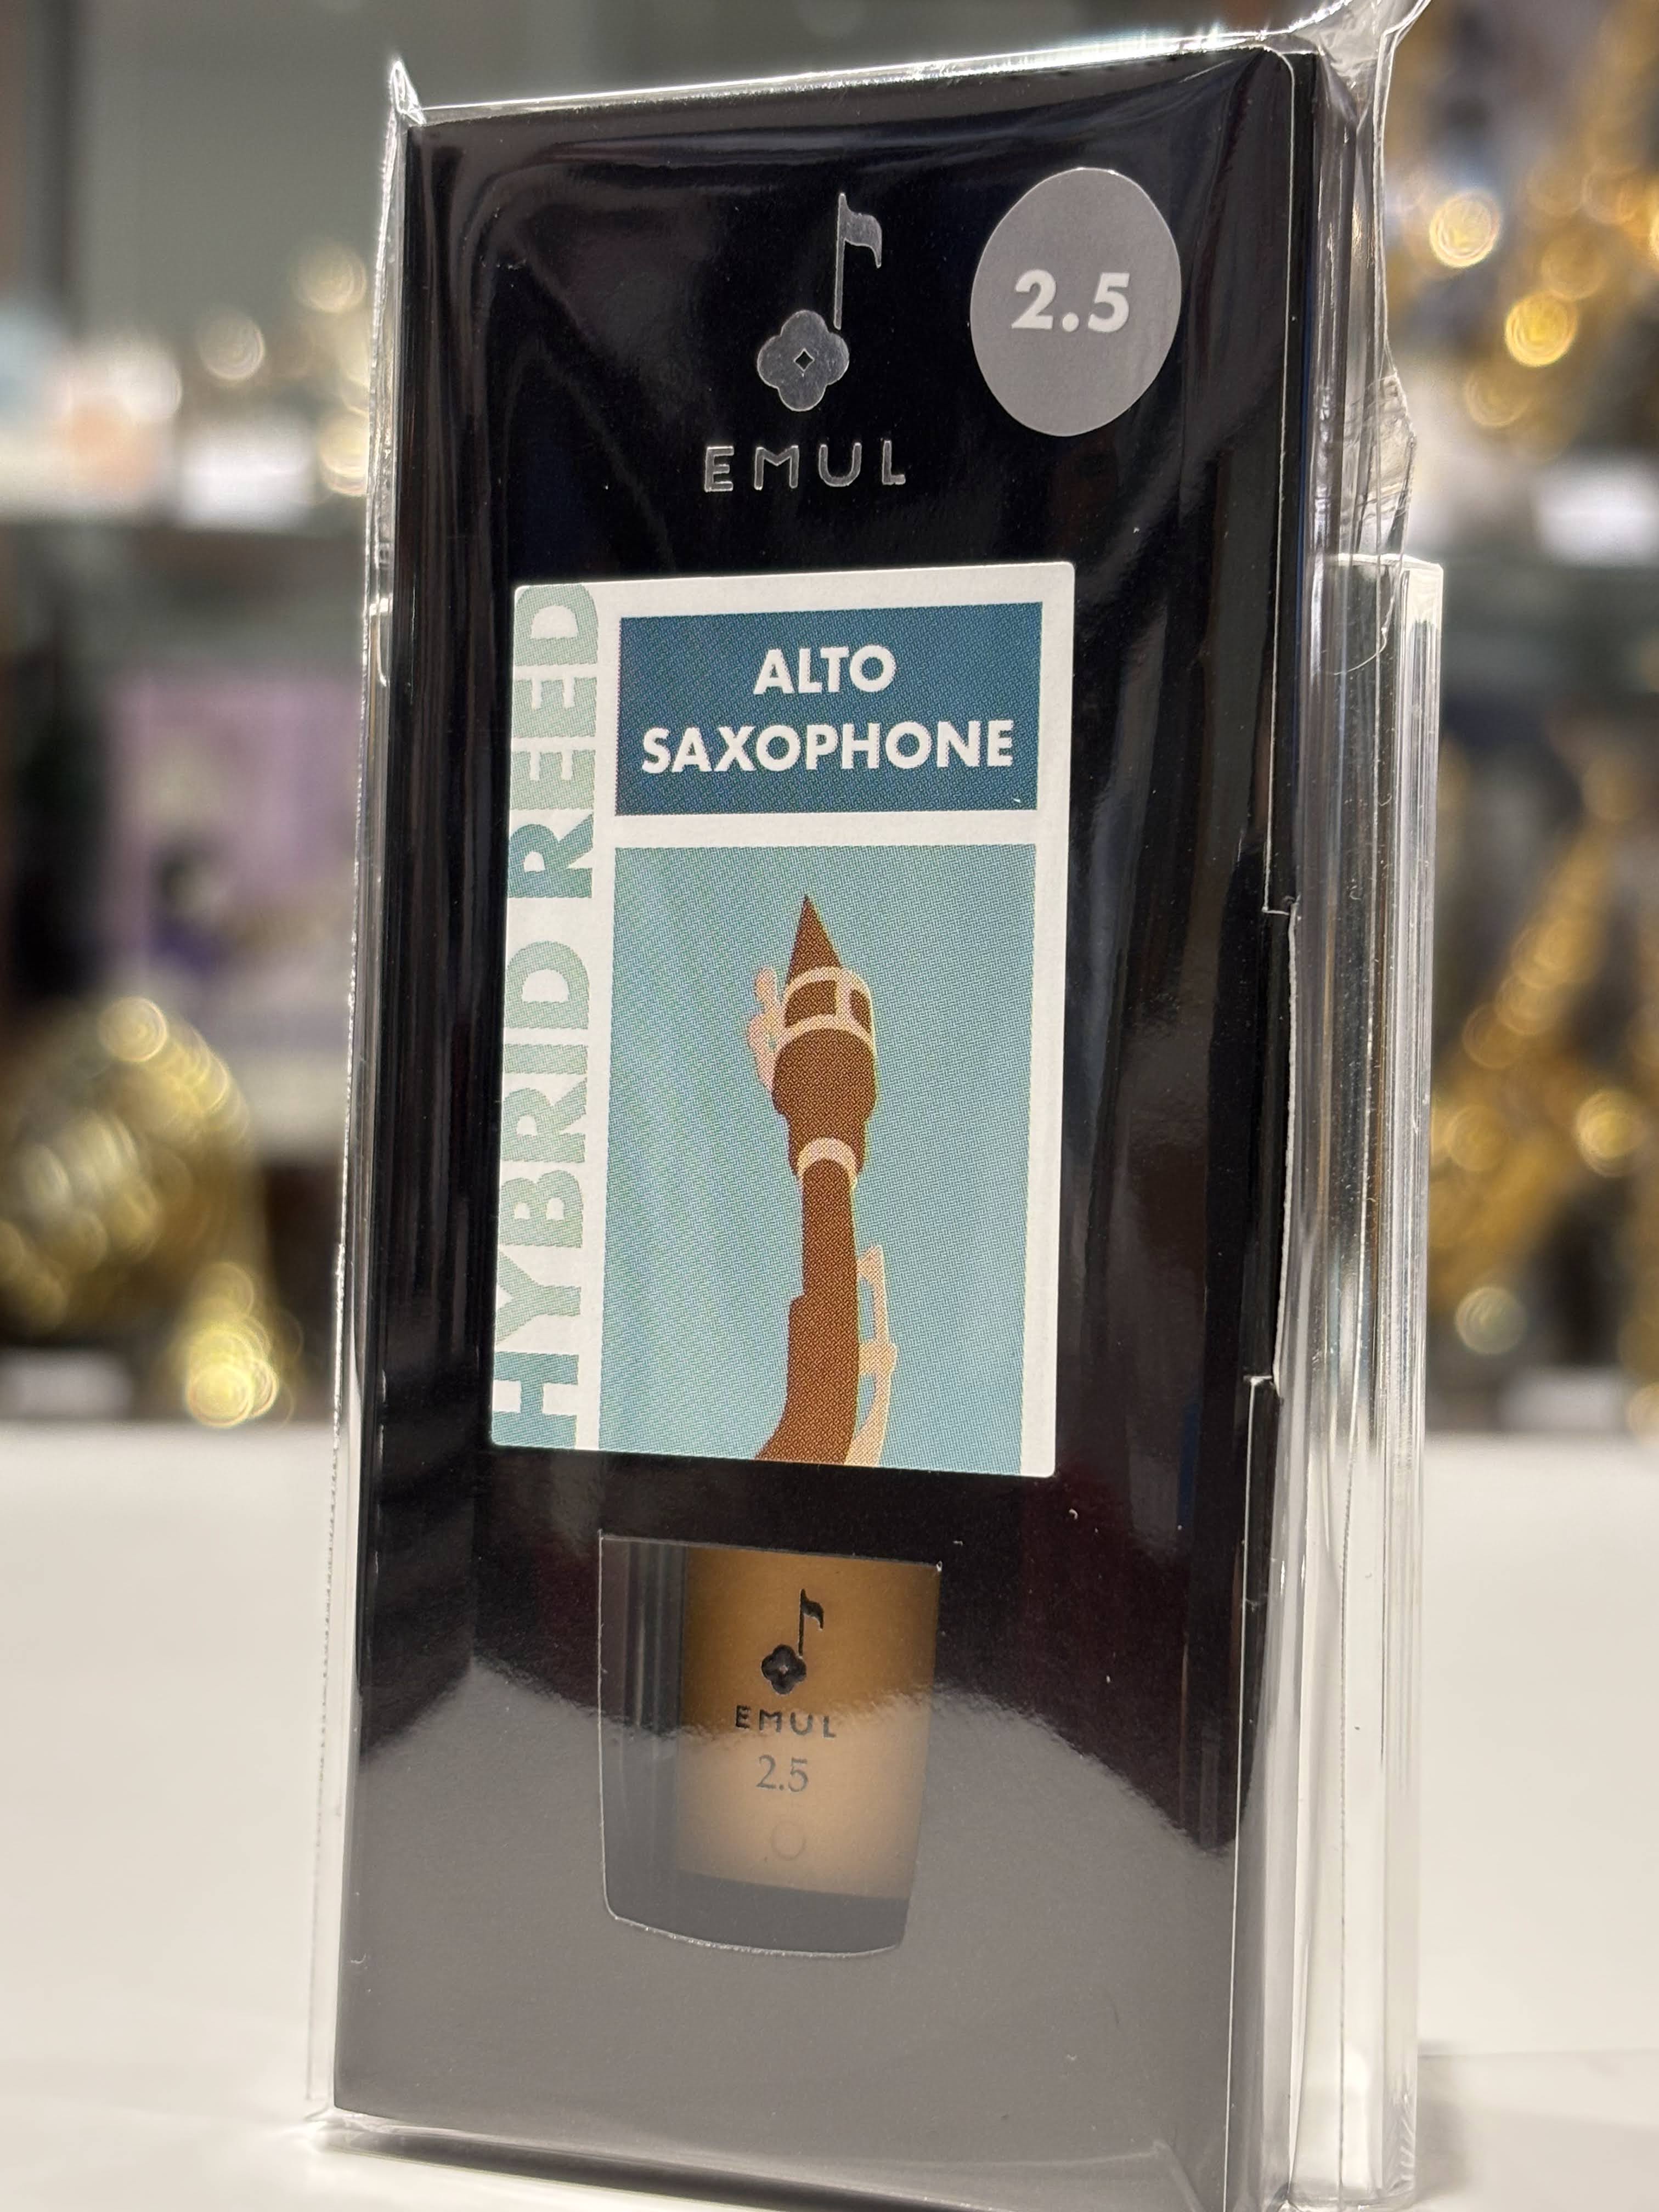 2.5
EMUL
HYBRID REED
ALTO
SAXOPHONE
EMUL
2.5